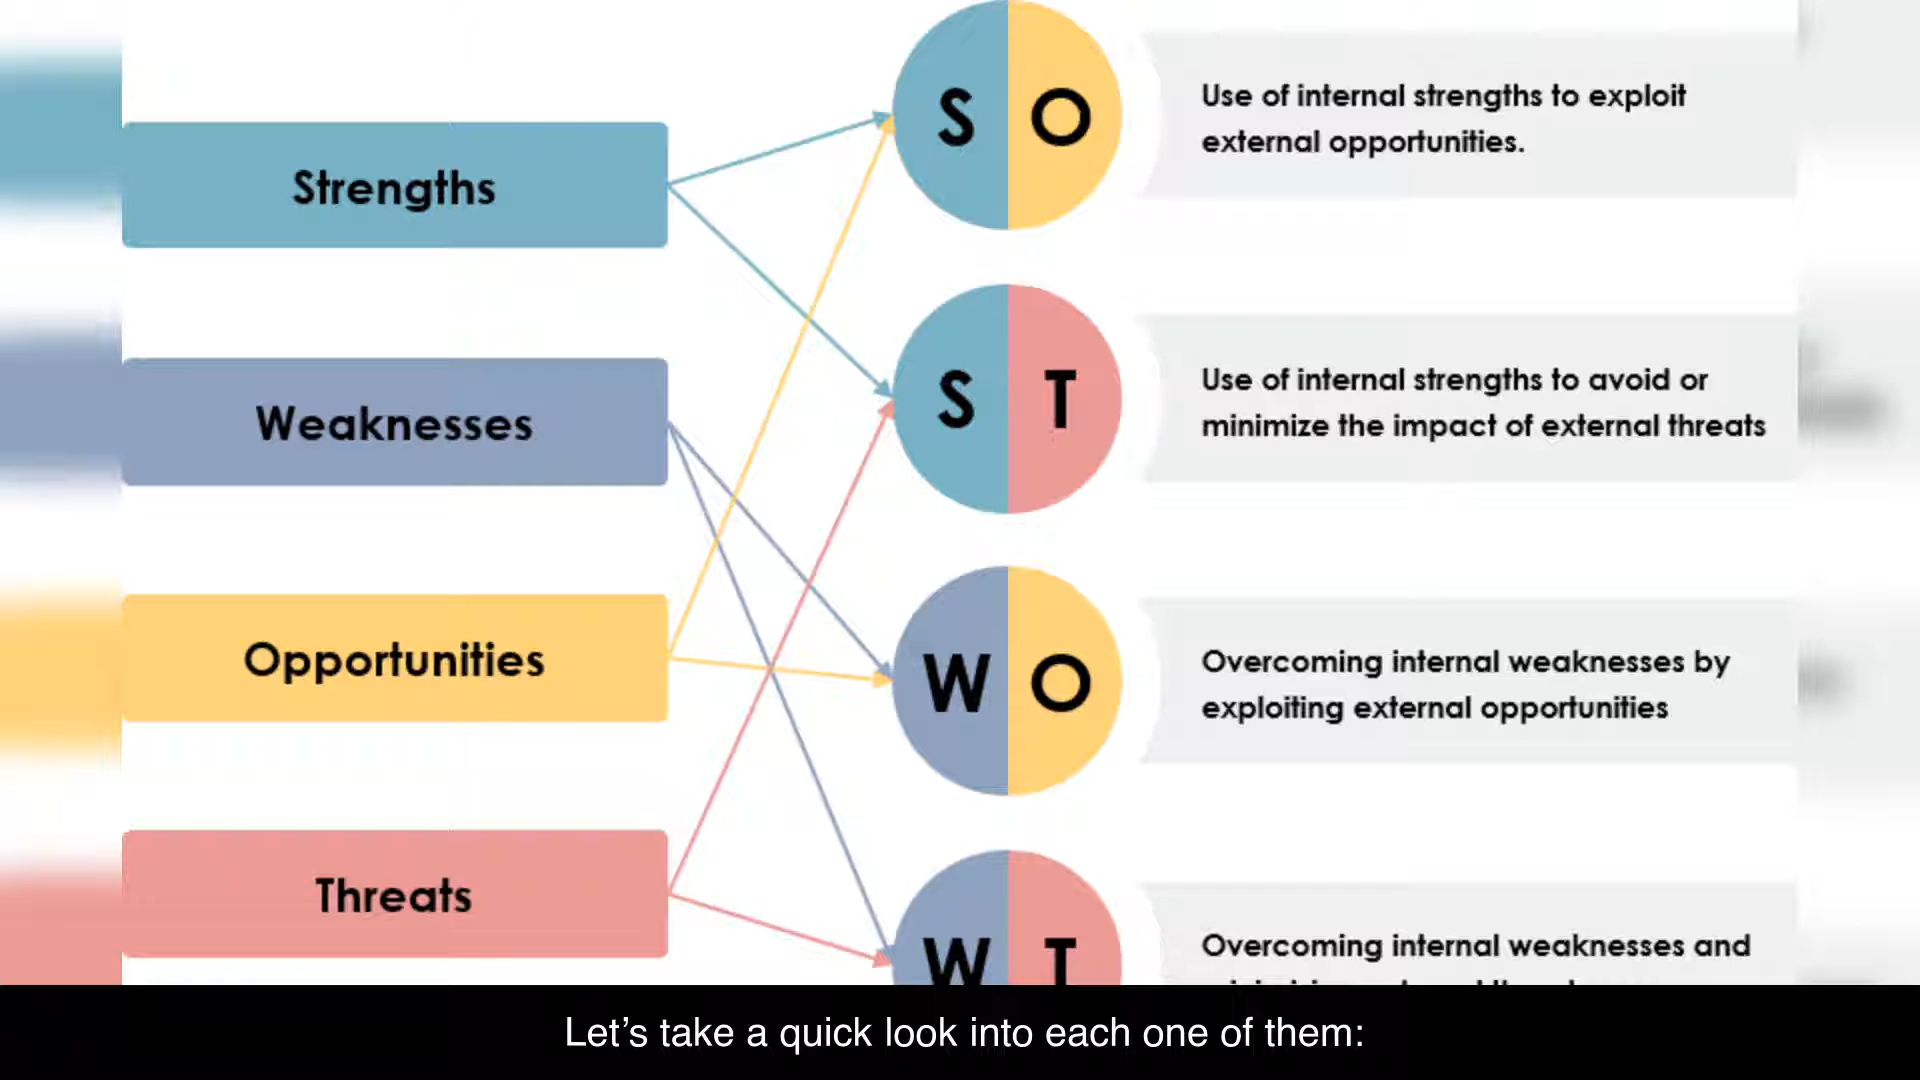 Strengths
Weaknesses
Opportunities
Threats
S O
Use of internal strengths to exploit
external opportunities.
S T
Use of internal strengths to avoid or
minimize the impact of external threats
W O
Overcoming internal weaknesses by
exploiting external opportunities
W T
Overcoming internal weaknesses and
Let’s take a quick look into each one of them: